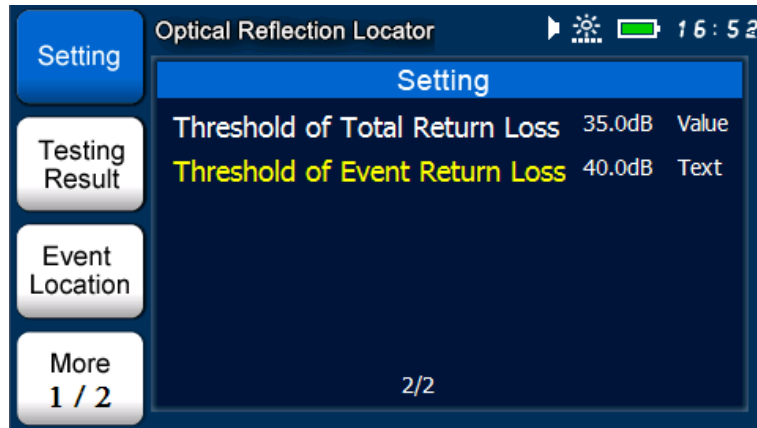 Setting
Optical Reflection Locator 16:52
Setting
Threshold of Total Return Loss 35.0dB Value
Threshold of Event Return Loss 40.0dB Text
Testing
Result
Event
Location
More
1 / 2
2/2